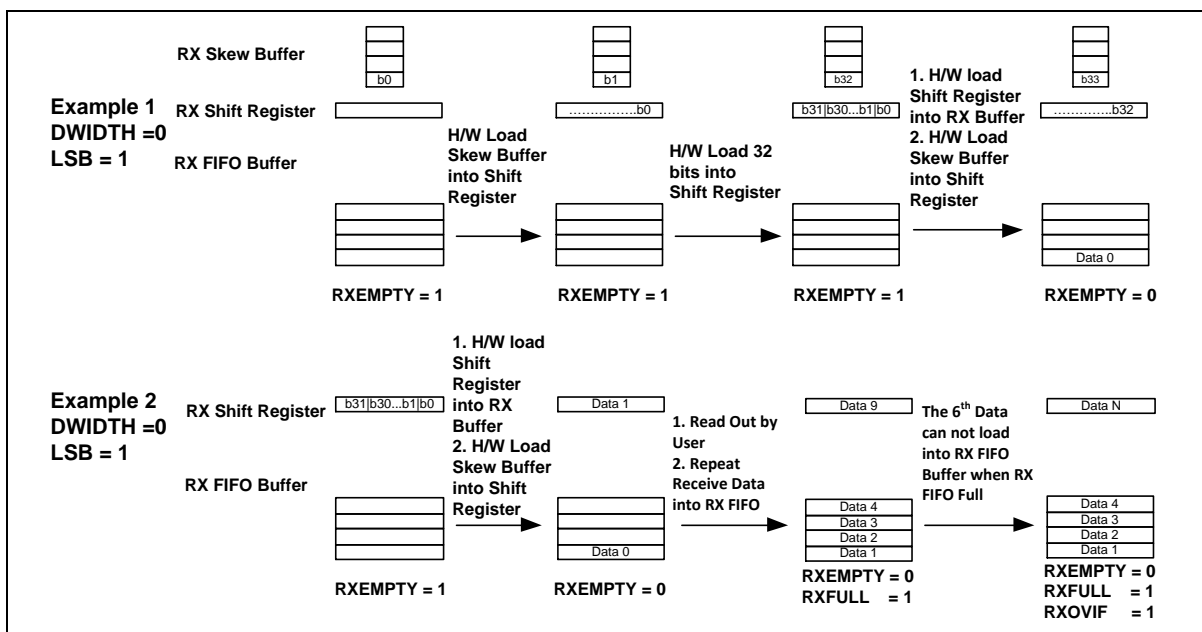 RX Skew Buffer
b0
b1
b32
b33
Example 1
DWIDTH =0
LSB = 1
RX Shift Register
...............b0
b31|b30...b1|b0
.............b32
RX FIFO Buffer
H/W Load
Skew Buffer
into Shift
Register
H/W Load 32
bits into
Shift Register
1. H/W load
Shift Register
into RX Buffer
2. H/W Load
Skew Buffer
into Shift
Register
Data 0
RXEMPTY = 1
RXEMPTY = 1
RXEMPTY = 1
RXEMPTY = 0
Example 2
DWIDTH =0
LSB = 1
RX Shift Register
b31|b30...b1|b0
Data 1
Data 9
Data N
RX FIFO Buffer
1. H/W load
Shift
Register
into RX
Buffer
2. H/W Load
Skew Buffer
into Shift
Register
1. Read Out by
User
2. Repeat
Receive Data
into RX FIFO
The 6th Data
can not load
into RX FIFO
Buffer when RX
FIFO Full
Data 0
Data 4
Data 3
Data 2
Data 1
Data 4
Data 3
Data 2
Data 1
RXEMPTY = 1
RXEMPTY = 0
RXEMPTY = 0
RXFULL = 1
RXEMPTY = 0
RXFULL = 1
RXOVIF = 1